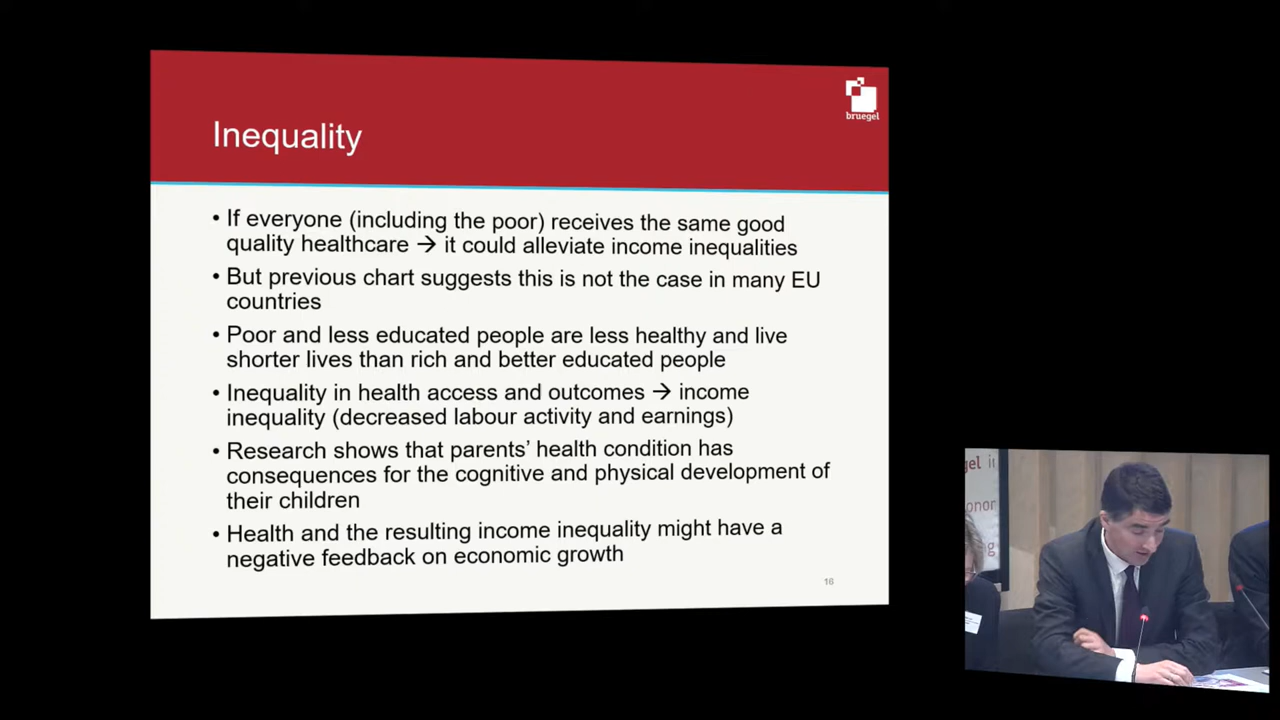 bruegel
Inequality
• If everyone (including the poor) receives the same good
quality healthcare → it could alleviate income inequalities
• But previous chart suggests this is not the case in many EU
countries
• Poor and less educated people are less healthy and live
shorter lives than rich and better educated people
• Inequality in health access and outcomes → income
inequality (decreased labour activity and earnings)
• Research shows that parents’ health condition has
consequences for the cognitive and physical development of
their children
• Health and the resulting income inequality might have a
negative feedback on economic growth
16